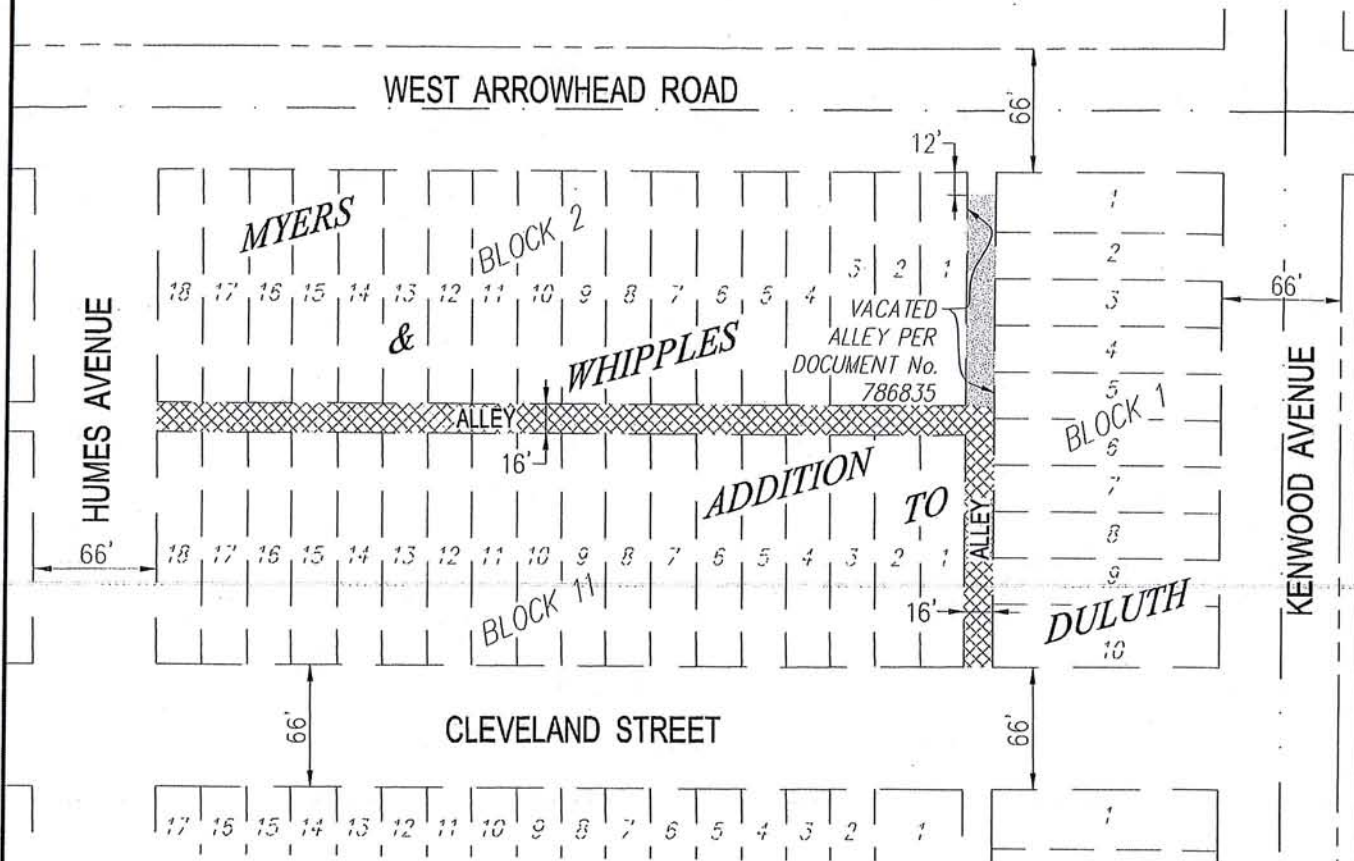 WEST ARROWHEAD ROAD
66'
12'
MYERS
BLOCK 2
1
2
3
4
5
6
7
8
9
10
18 17 16 15 14 13 12 11 10 9 8 7 6 5 4 3 2 1
66'
&
WHIPPLES
VACATED
ALLEY PER
DOCUMENT No.
786835
BLOCK 1
HUMES AVENUE
KENWOOD AVENUE
ALLEY
16'
ADDITION
TO
ALLEY
66'
18 17 16 15 14 13 12 11 10 9 8 7 6 5 4 3 2 1
BLOCK 11
16'
DULUTH
66'
CLEVELAND STREET
66'
17 16 15 14 13 12 11 10 9 8 7 6 5 4 3 2 1
1